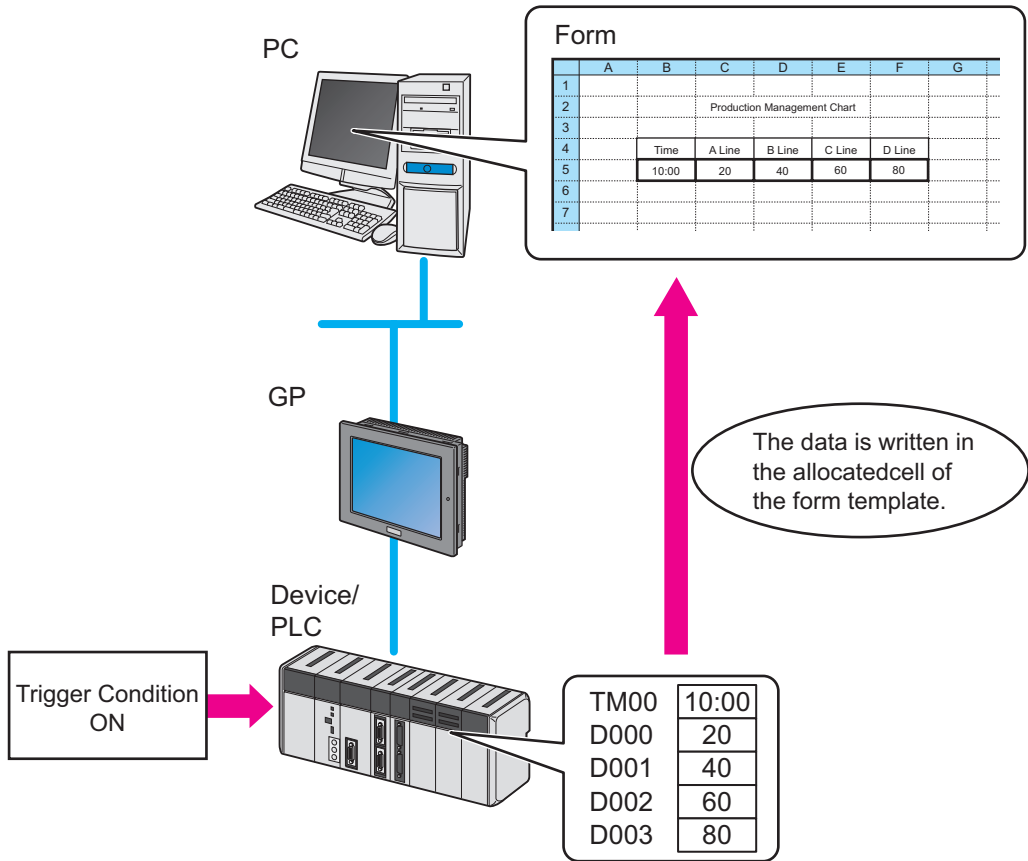 PC
Form
A B C D E F G
1
2 Production Management Chart
3
4 Time A Line B Line C Line D Line
5 10:00 20 40 60 80
6
7
GP
The data is written in
the allocatedcell of
the form template.
Device/
PLC
Trigger Condition
ON
TM00 10:00
D000 20
D001 40
D002 60
D003 80